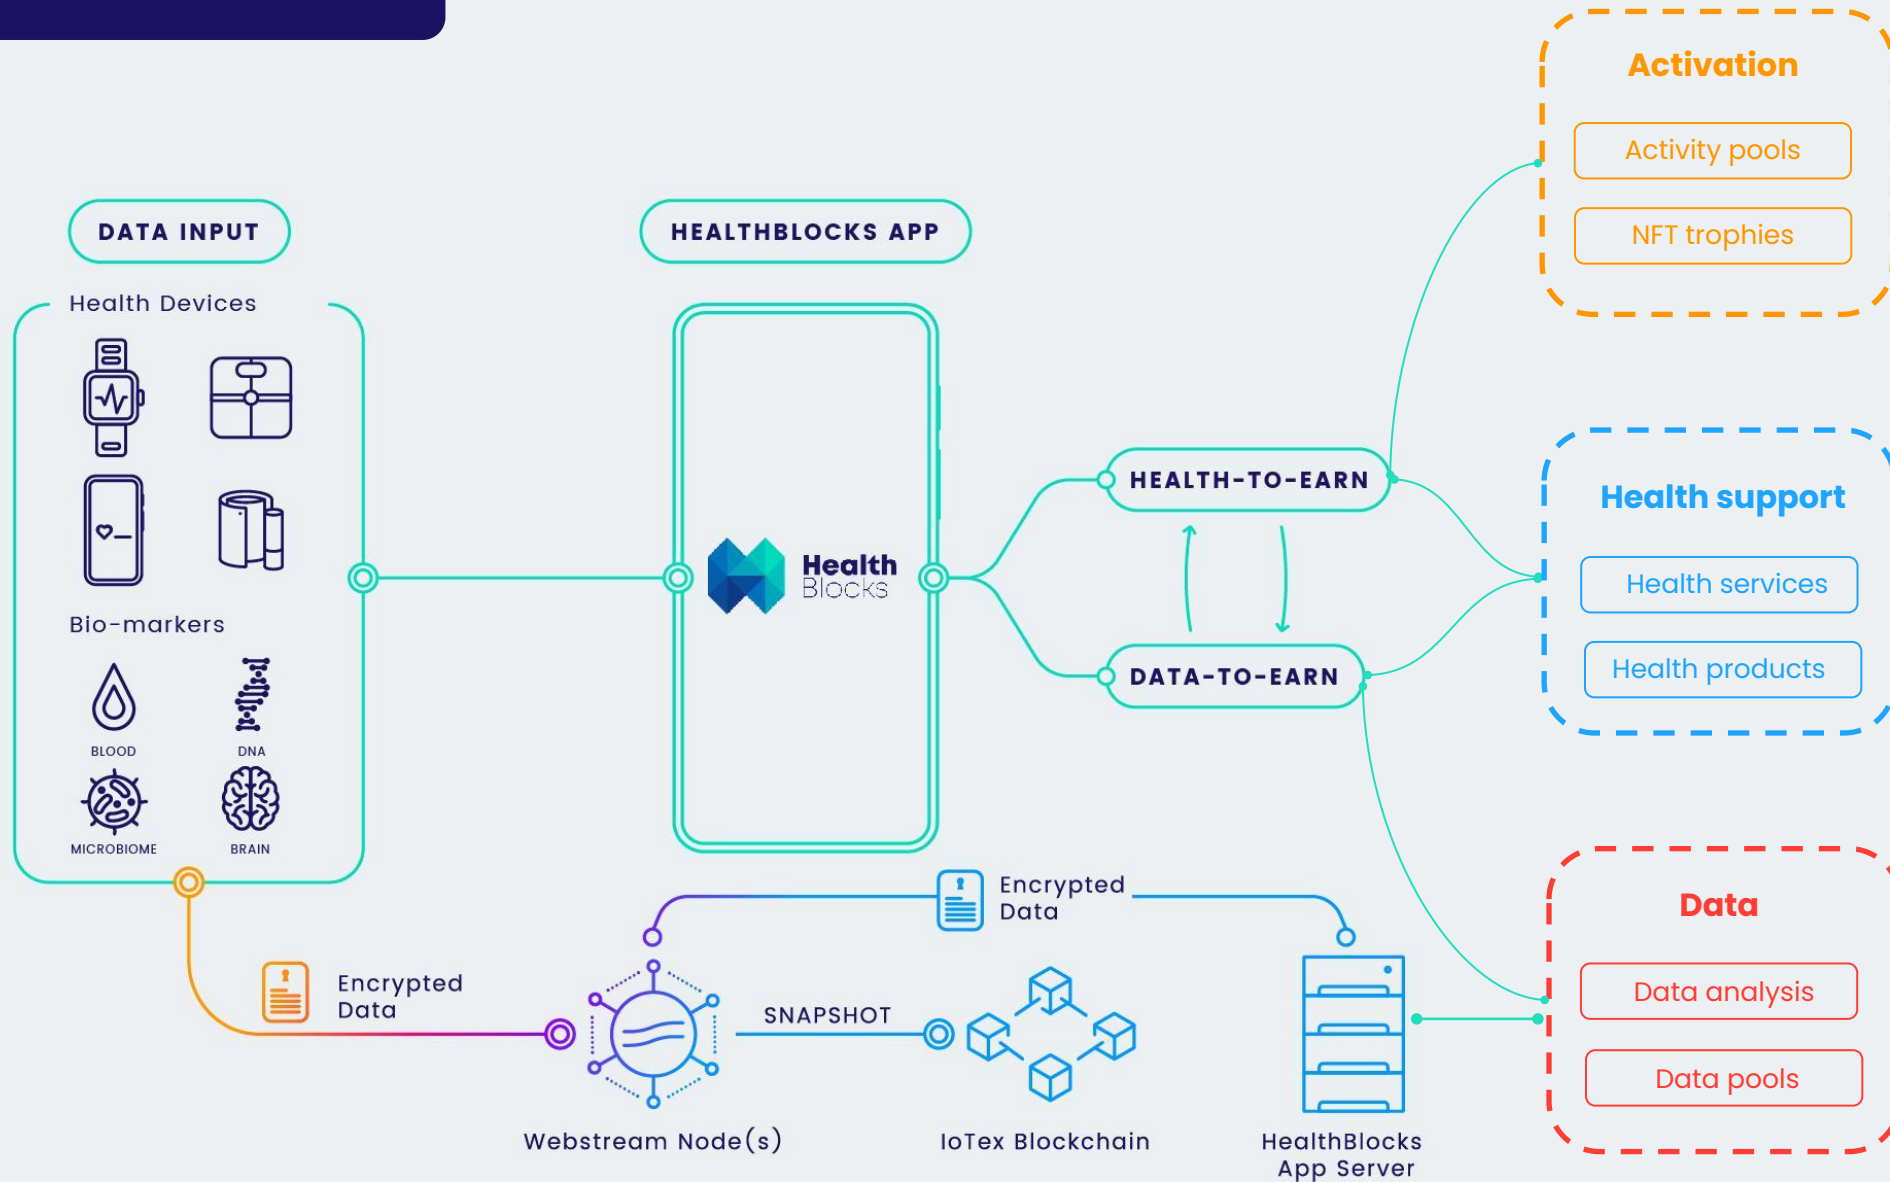 DATA INPUT
Health Devices
Bio-markers
BLOOD
DNA
MICROBIOME
BRAIN
HEALTHBLOCKS APP
Health
Blocks
HEALTH-TO-EARN
DATA-TO-EARN
Activation
Activity pools
NFT trophies
Health support
Health services
Health products
Data
Data analysis
Data pools
Encrypted
Data
Encrypted
Data
SNAPSHOT
Webstream Node(s)
IoTex Blockchain
HealthBlocks
App Server